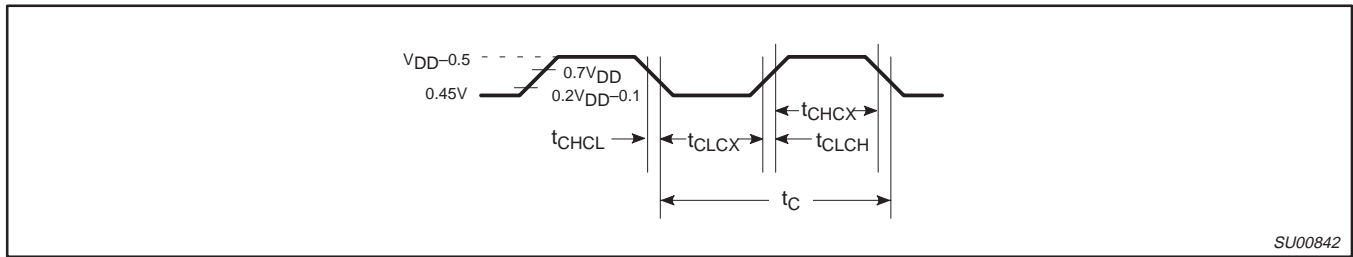 VDD–0.5
0.7VDD
0.45V
0.2VDD–0.1
tCHCX
tCHCL
tCLCX
tCLCH
tC
SU00842